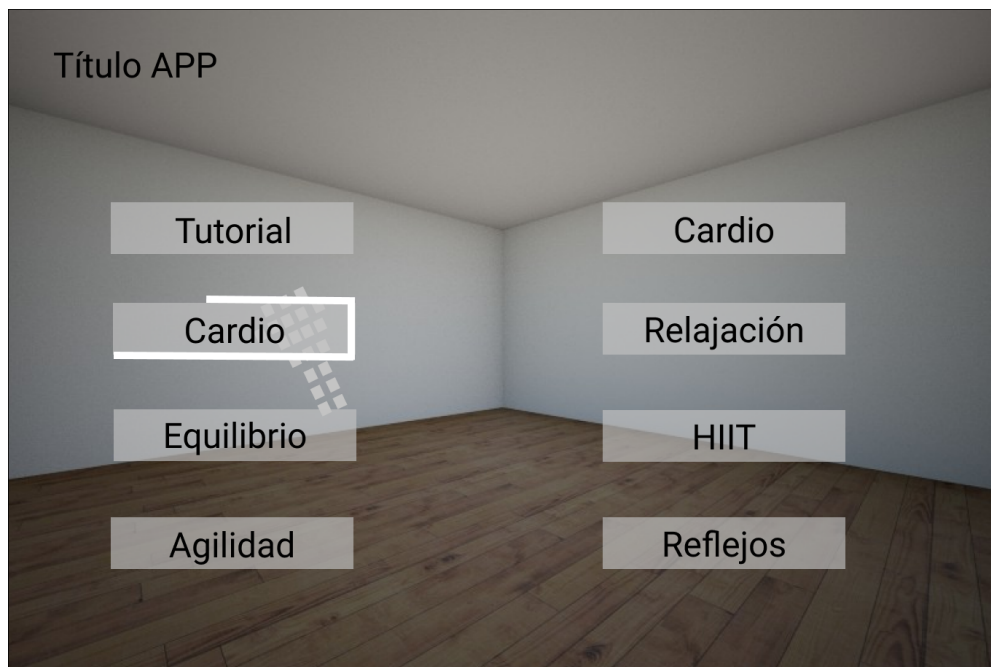 Título APP
Tutorial
Cardio
Equilibrio
Agilidad
Cardio
Relajación
HIIT
Reflejos